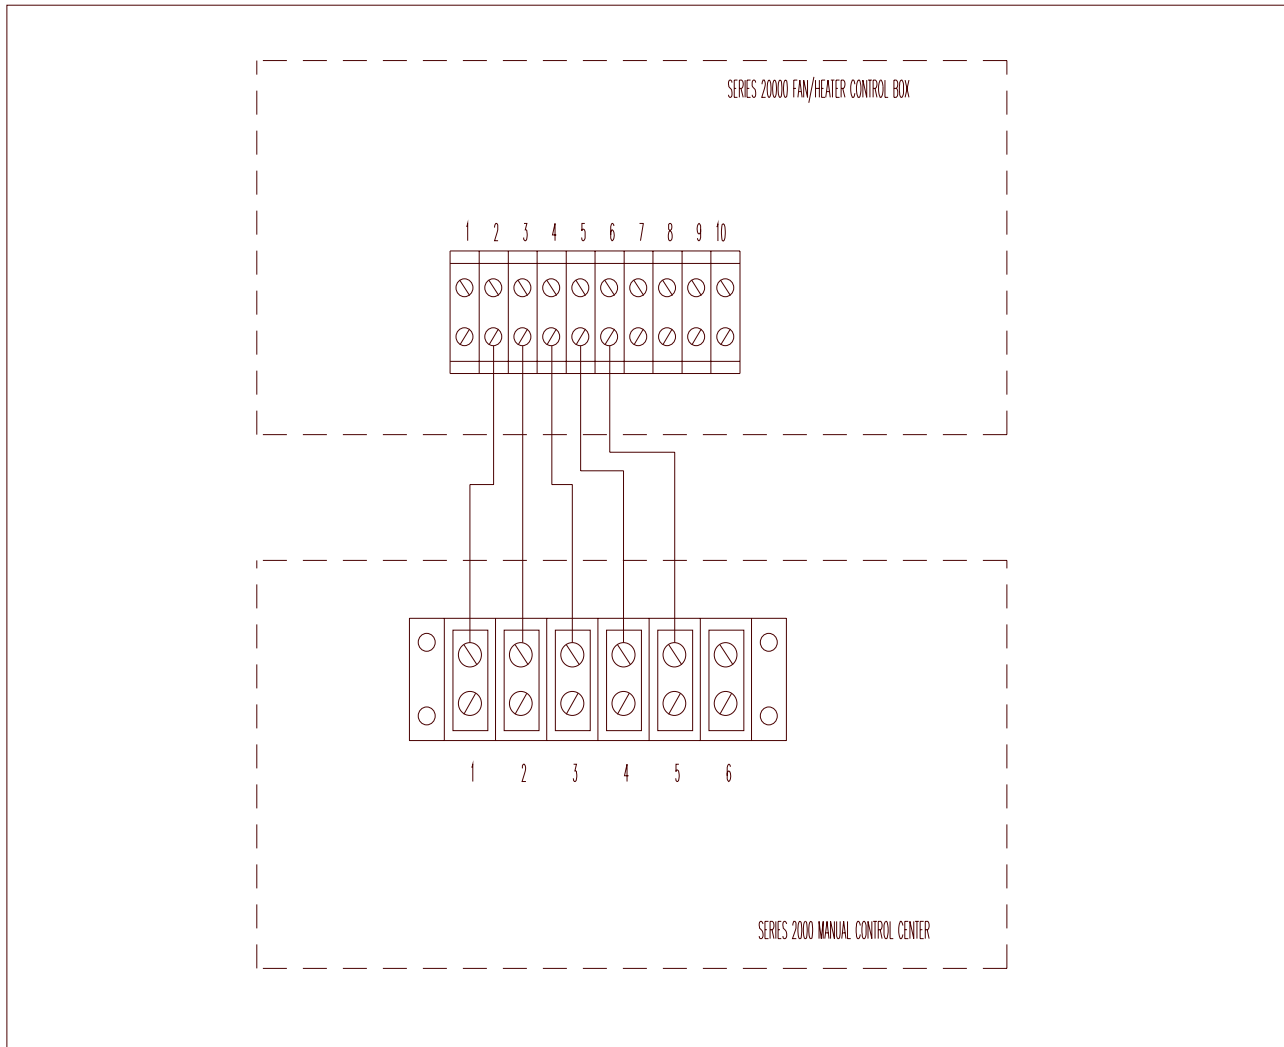 SERIES 20000 FAN/HEATER CONTROL BOX
1 2 3 4 5 6 7 8 9 10
1 2 3 4 5 6
SERIES 2000 MANUAL CONTROL CENTER